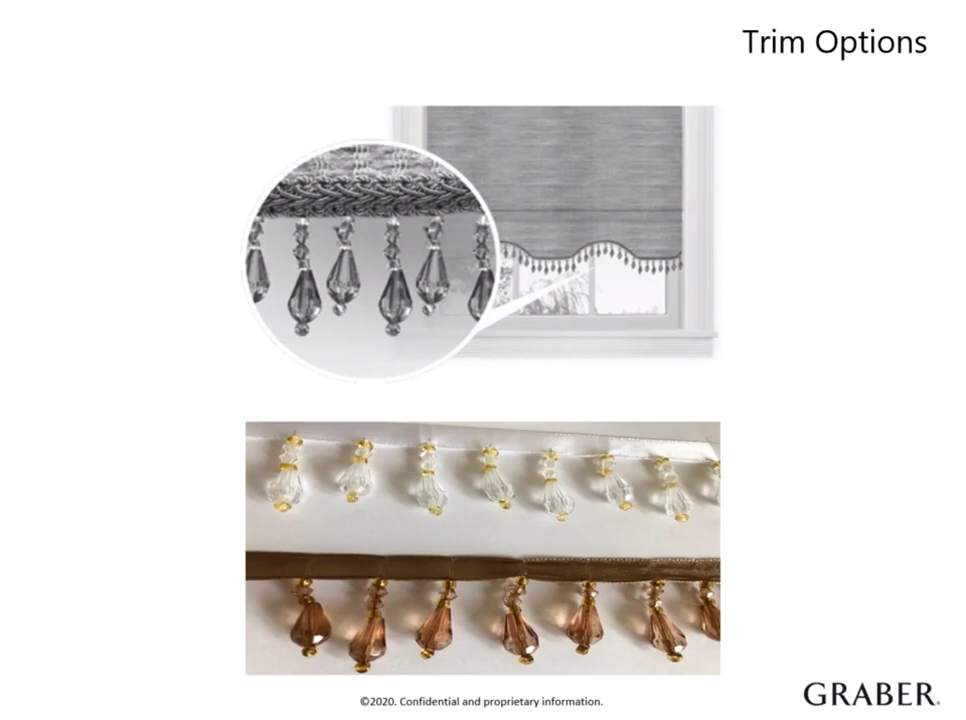 Trim Options
©2020. Confidential and proprietary information.
GRABER.